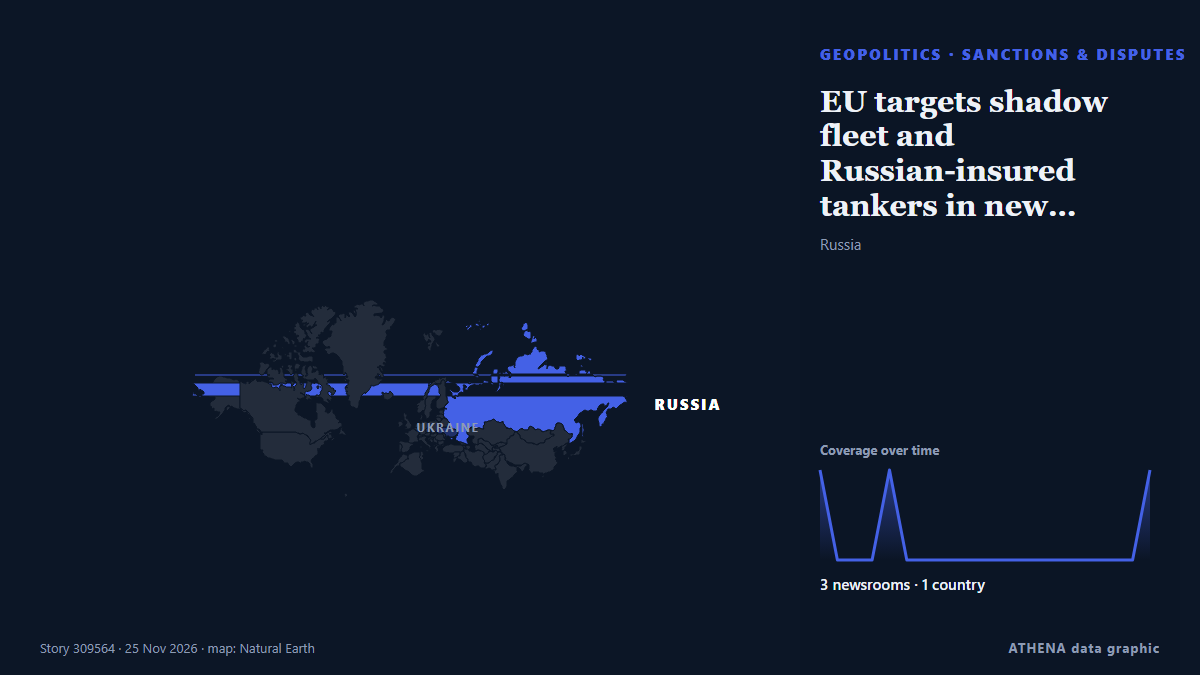 GEOPOLITICS · SANCTIONS & DISPUTES
EU targets shadow
fleet and
Russian-insured
tankers in new...
Russia
RUSSIA
UKRAINE
Coverage over time
3 newsrooms · 1 country
Story 309564 · 25 Nov 2026 · map: Natural Earth
ATHENA data graphic